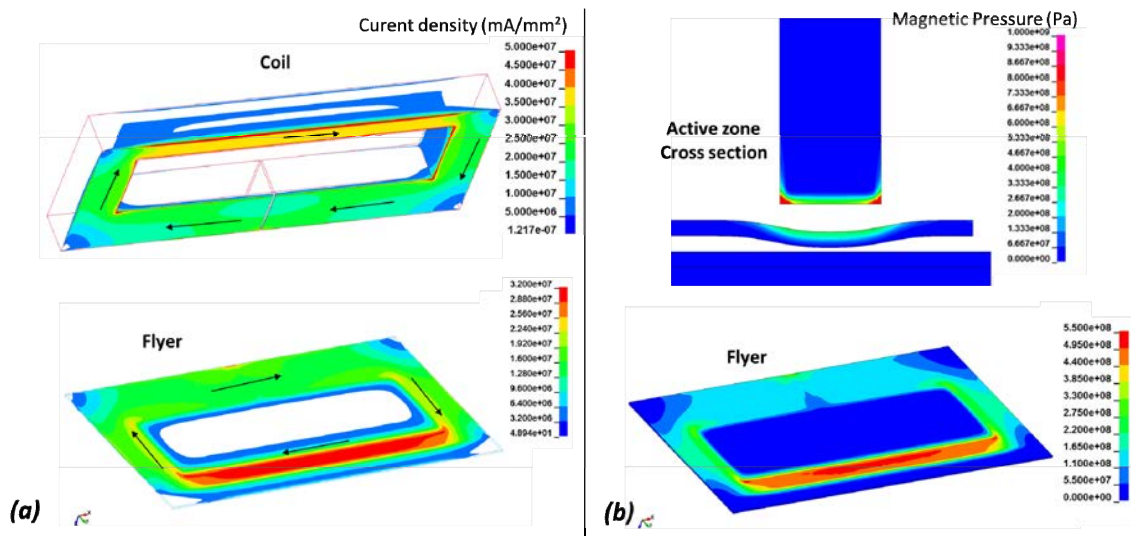 Curent density (mA/mm²)
Coil
5.000e+07
4.500e+07
4.000e+07
3.500e+07
3.000e+07
2.500e+07
2.000e+07
1.500e+07
1.000e+07
5.000e+06
1.217e-07
Flyer
3.200e+07
2.880e+07
2.560e+07
2.240e+07
1.920e+07
1.600e+07
1.280e+07
9.600e+06
6.400e+06
3.200e+06
4.894e+01
(a)
Magnetic Pressure (Pa)
Active zone
Cross section
1.000e+09
9.333e+08
8.667e+08
8.000e+08
7.333e+08
6.667e+08
6.000e+08
5.333e+08
4.667e+08
4.000e+08
3.333e+08
2.667e+08
2.000e+08
1.333e+08
6.667e+07
0.000e+00
Flyer
5.500e+08
4.950e+08
4.400e+08
3.850e+08
3.300e+08
2.750e+08
2.200e+08
1.650e+08
1.100e+08
5.500e+07
0.000e+00
(b)